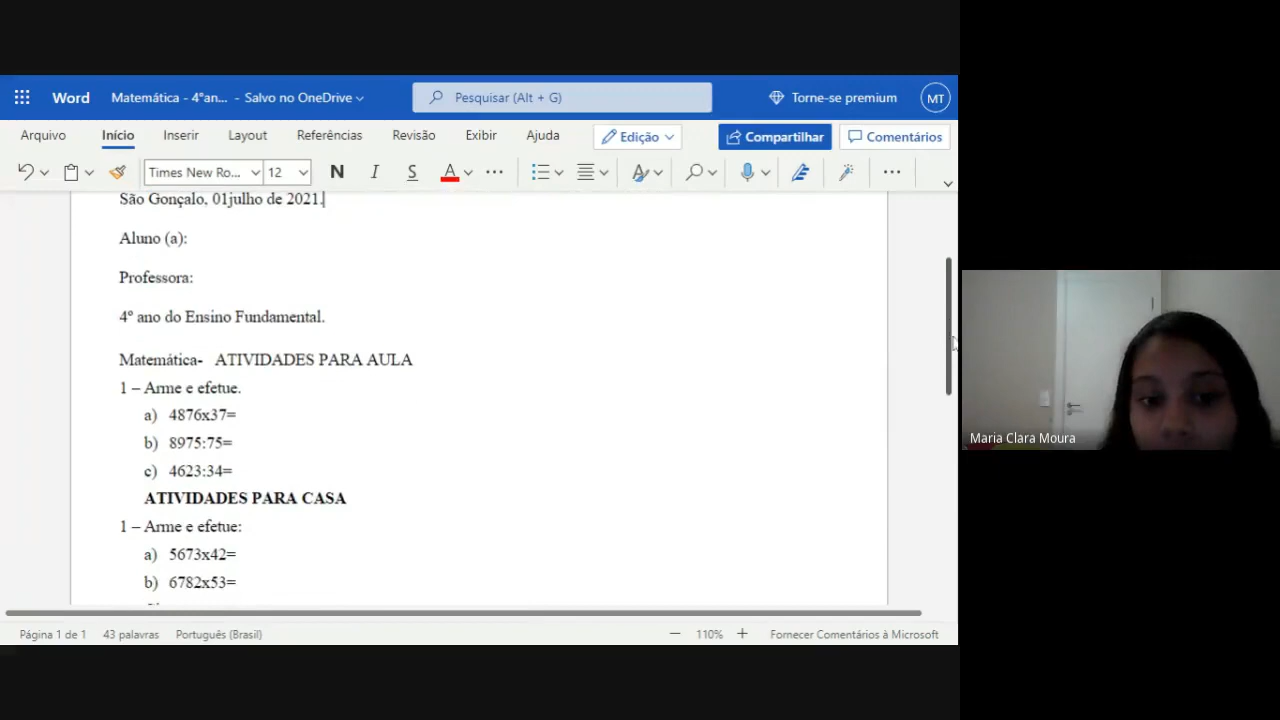 Word Matemática - 4ºan... - Salvo no OneDrive Pesquisar (Alt + G) Torne-se premium MT
Arquivo Início Inserir Layout Referências Revisão Exibir Ajuda Edição Compartilhar Comentários
Times New Ro... 12 N I S A ... ...
São Gonçalo, 01julho de 2021.
Aluno (a):
Professora:
4º ano do Ensino Fundamental.
Matemática- ATIVIDADES PARA AULA
1 – Arme e efetue.
a) 4876x37=
b) 8975:75=
c) 4623:34=
ATIVIDADES PARA CASA
1 – Arme e efetue:
a) 5673x42=
b) 6782x53=
Página 1 de 1 43 palavras Português (Brasil) — 110% + Fornecer Comentários à Microsoft
Maria Clara Moura